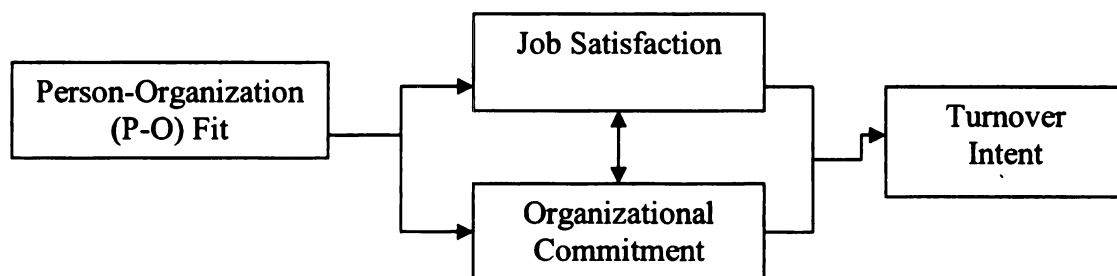 Job Satisfaction
Person-Organization
(P-O) Fit
Turnover
Intent
Organizational
Commitment